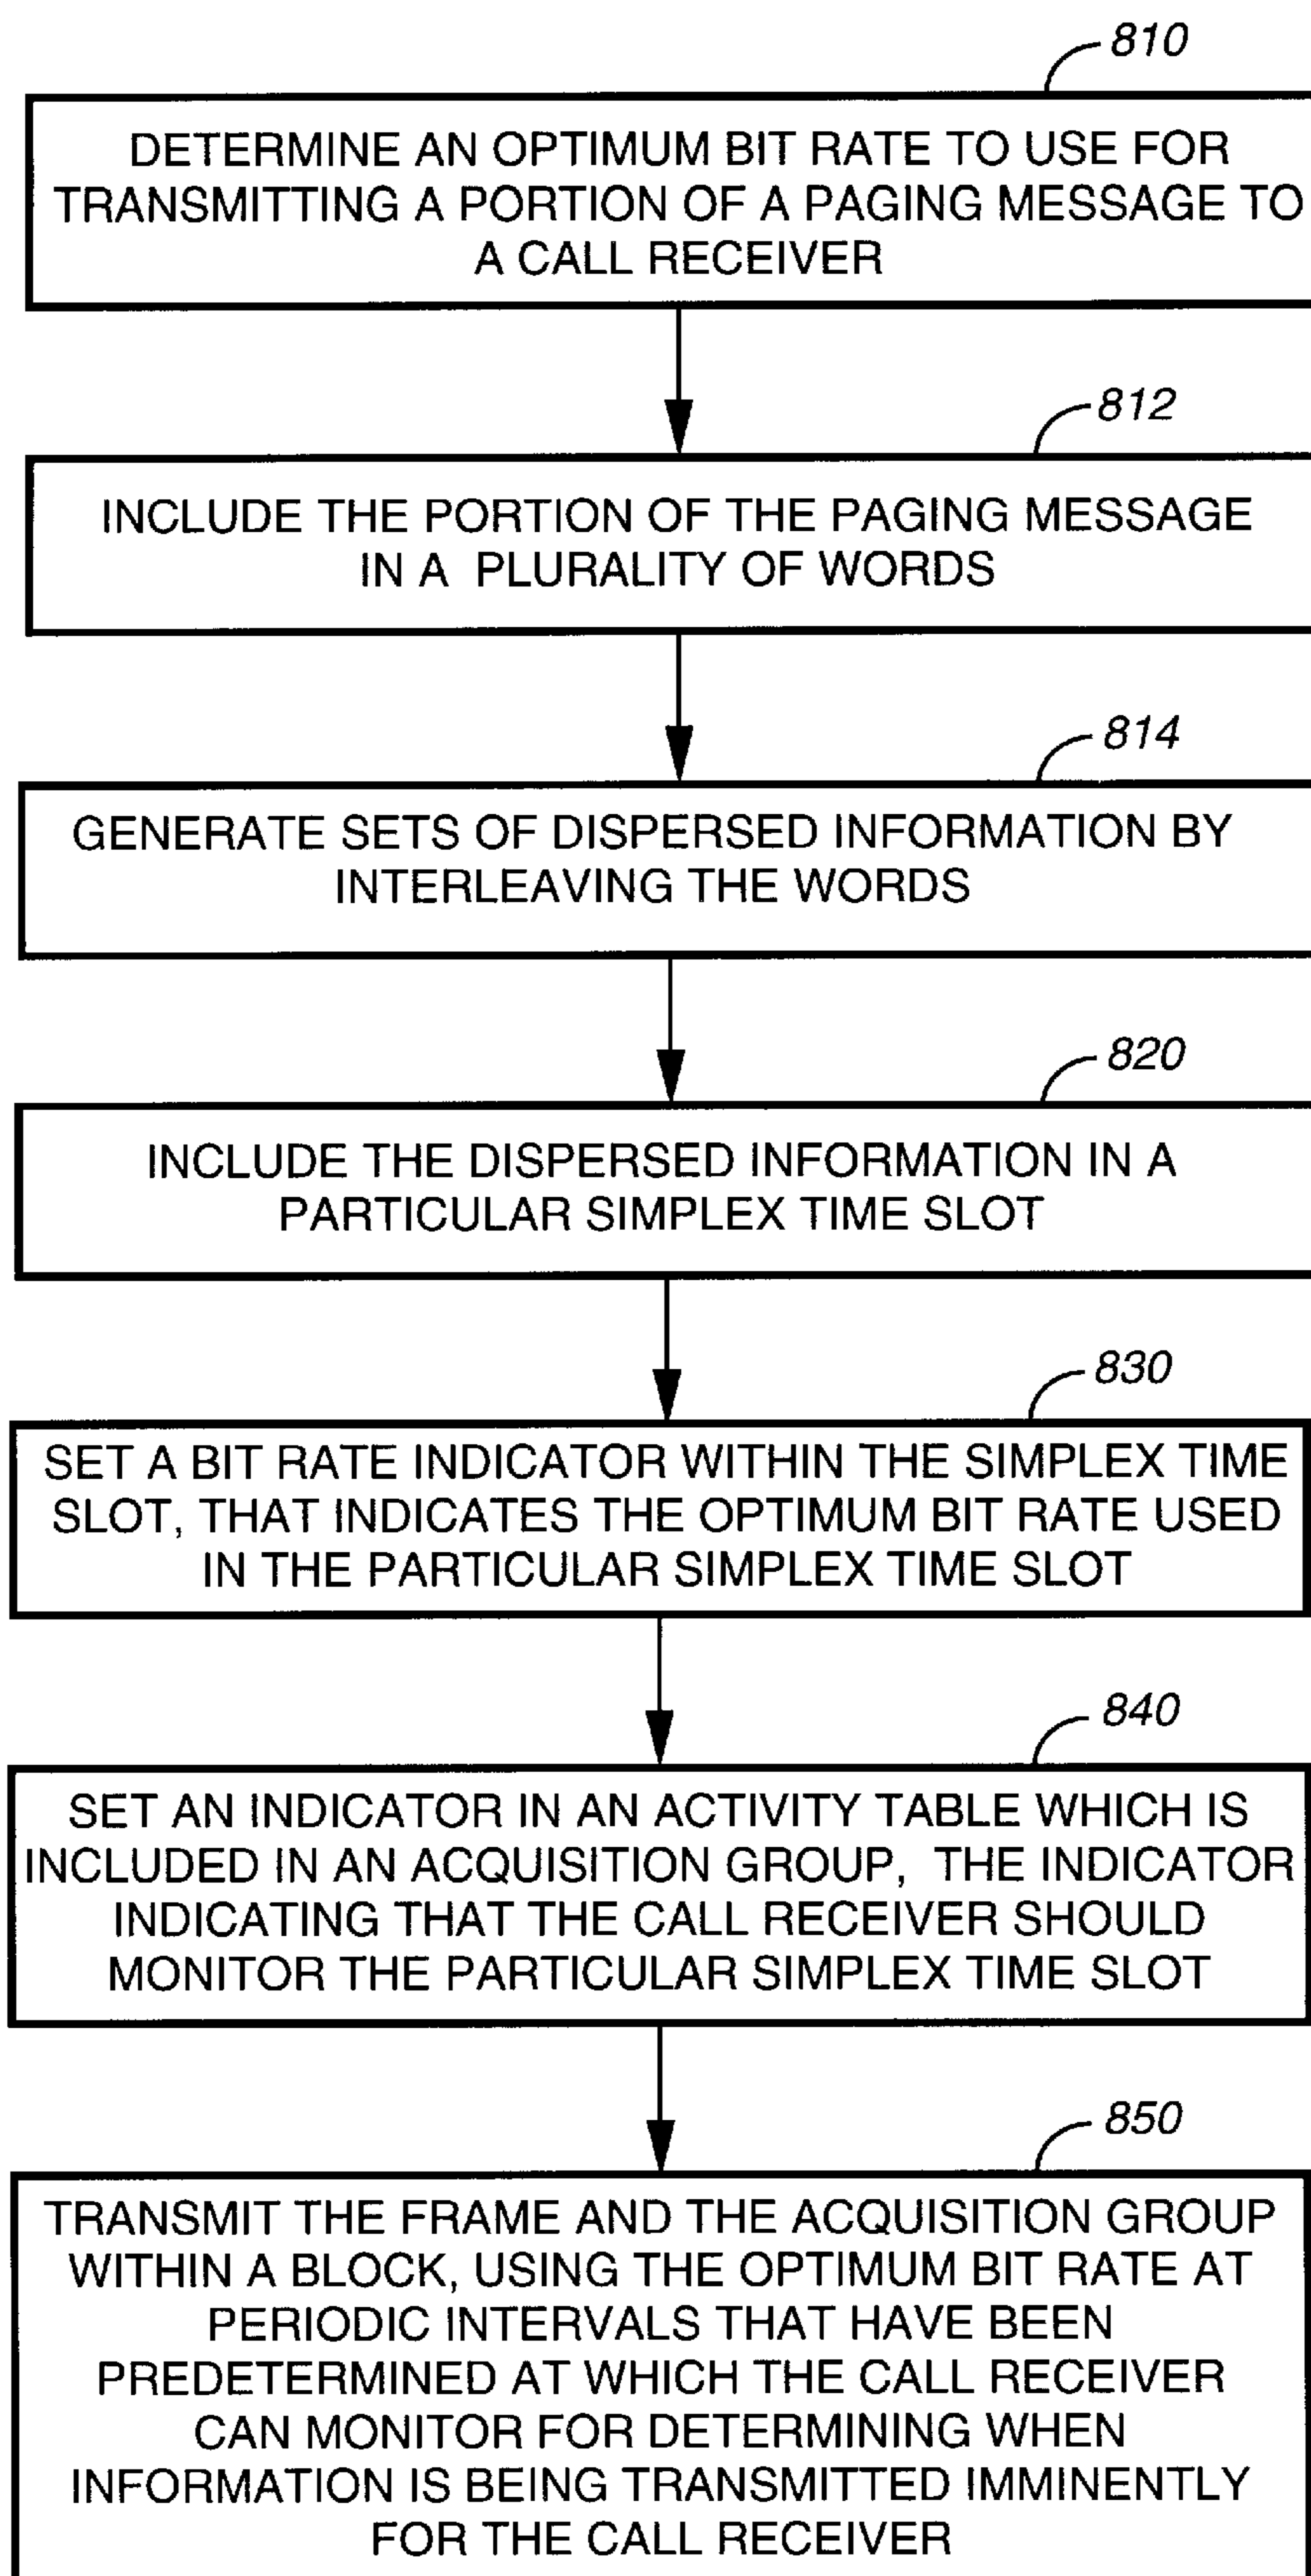 810
DETERMINE AN OPTIMUM BIT RATE TO USE FOR
TRANSMITTING A PORTION OF A PAGING MESSAGE TO
A CALL RECEIVER
812
INCLUDE THE PORTION OF THE PAGING MESSAGE
IN A PLURALITY OF WORDS
814
GENERATE SETS OF DISPERSED INFORMATION BY
INTERLEAVING THE WORDS
820
INCLUDE THE DISPERSED INFORMATION IN A
PARTICULAR SIMPLEX TIME SLOT
830
SET A BIT RATE INDICATOR WITHIN THE SIMPLEX TIME
SLOT, THAT INDICATES THE OPTIMUM BIT RATE USED
IN THE PARTICULAR SIMPLEX TIME SLOT
840
SET AN INDICATOR IN AN ACTIVITY TABLE WHICH IS
INCLUDED IN AN ACQUISITION GROUP, THE INDICATOR
INDICATING THAT THE CALL RECEIVER SHOULD
MONITOR THE PARTICULAR SIMPLEX TIME SLOT
850
TRANSMIT THE FRAME AND THE ACQUISITION GROUP
WITHIN A BLOCK, USING THE OPTIMUM BIT RATE AT
PERIODIC INTERVALS THAT HAVE BEEN
PREDETERMINED AT WHICH THE CALL RECEIVER
CAN MONITOR FOR DETERMINING WHEN
INFORMATION IS BEING TRANSMITTED IMMINENTLY
FOR THE CALL RECEIVER